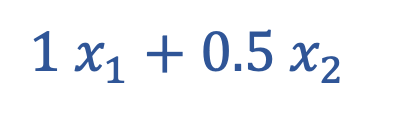 1 x₁ + 0.5 x₂